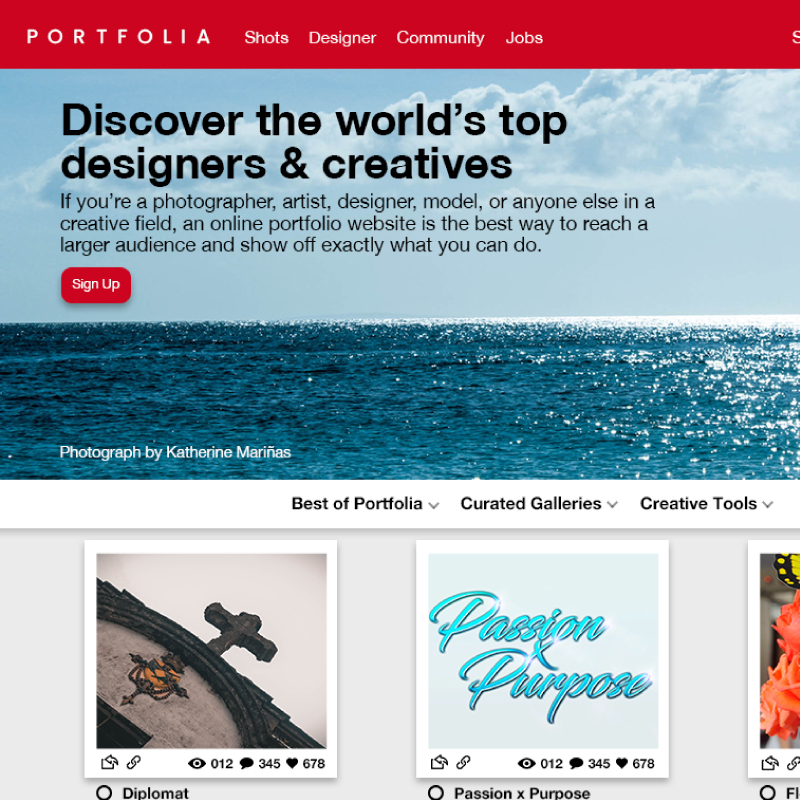 PORTFOLIA Shots Designer Community Jobs
Discover the world’s top
designers & creatives
If you’re a photographer, artist, designer, model, or anyone else in a
creative field, an online portfolio website is the best way to reach a
larger audience and show off exactly what you can do.
Sign Up
Photograph by Katherine Mariñas
Best of Portfolia Curated Galleries Creative Tools
Passion
x
Purpose
012 345 678
012 345 678
Diplomat
Passion x Purpose